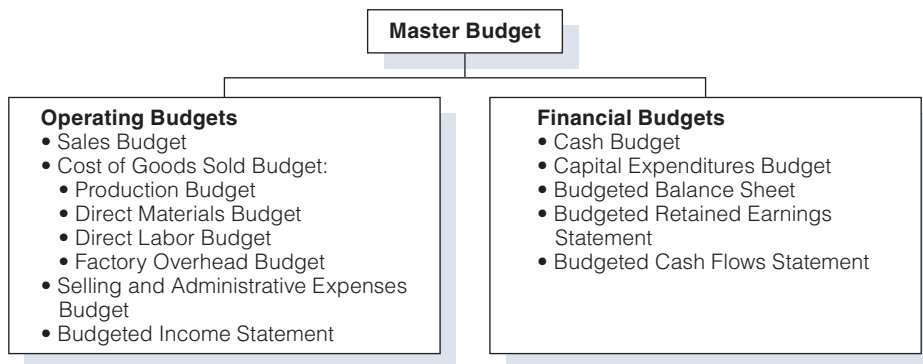 Master Budget
Operating Budgets
• Sales Budget
• Cost of Goods Sold Budget:
• Production Budget
• Direct Materials Budget
• Direct Labor Budget
• Factory Overhead Budget
• Selling and Administrative Expenses
Budget
• Budgeted Income Statement
Financial Budgets
• Cash Budget
• Capital Expenditures Budget
• Budgeted Balance Sheet
• Budgeted Retained Earnings
Statement
• Budgeted Cash Flows Statement